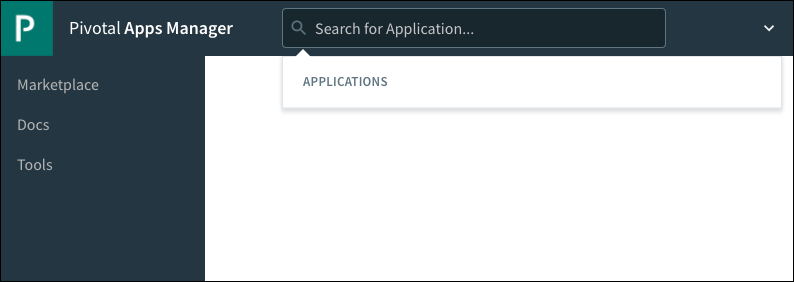 P Pivotal Apps Manager Search for Application...
APPLICATIONS
Marketplace
Docs
Tools